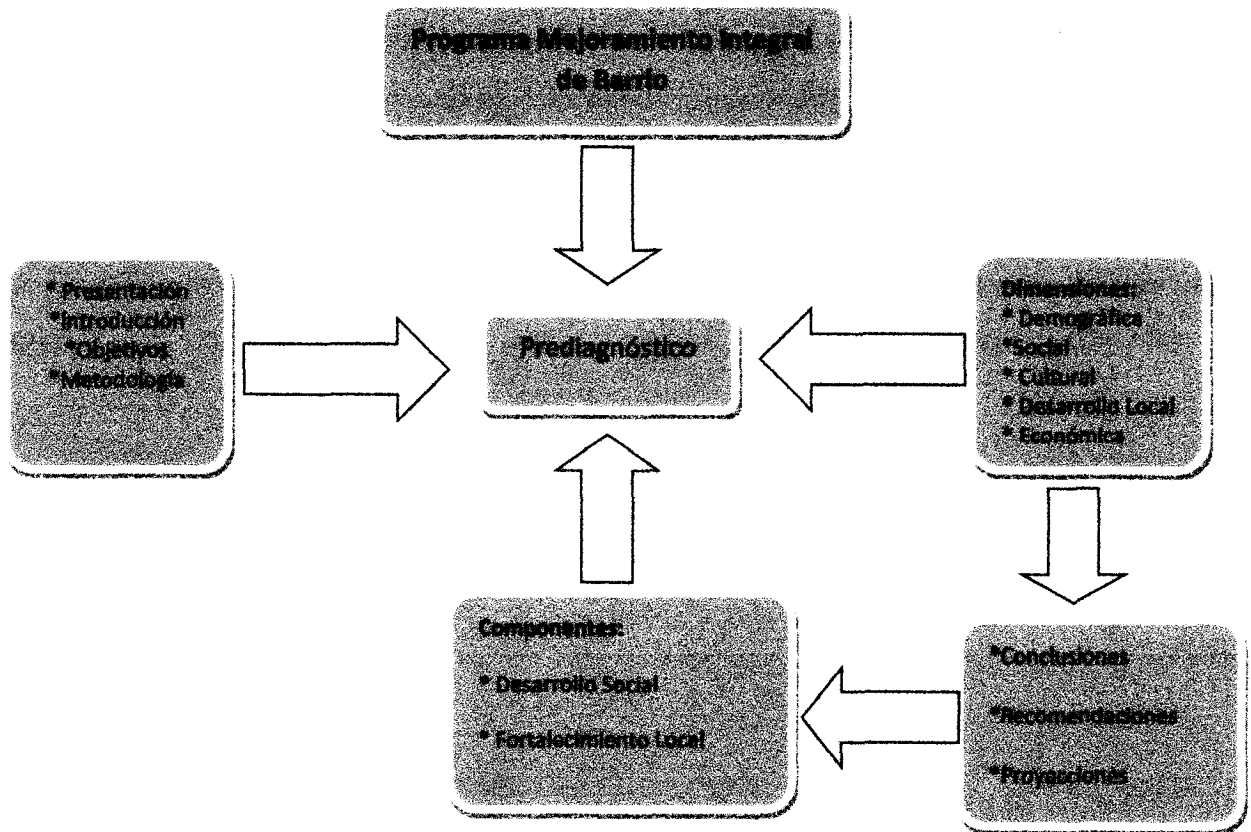 Programa Mejoramiento Integral
de Barrio
* Presentación
*Introducción
*Objetivos
*Metodología
Prediagnóstico
Dimensiones:
* Demográfica
*Social
* Cultural
* Desarrollo Local
* Económica
Componentes:
* Desarrollo Social
* Fortalecimiento Local
*Conclusiones
*Recomendaciones
*Proyecciones